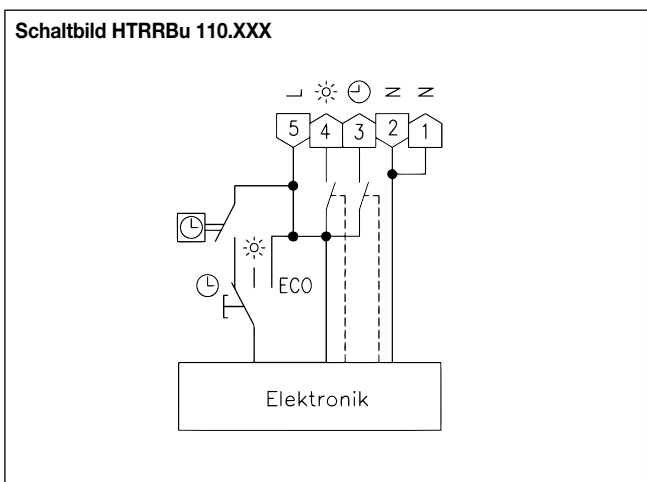 Schaltbild HTRRBu 110.XXX
L N N
5 4 3 2 1
ECO
Elektronik